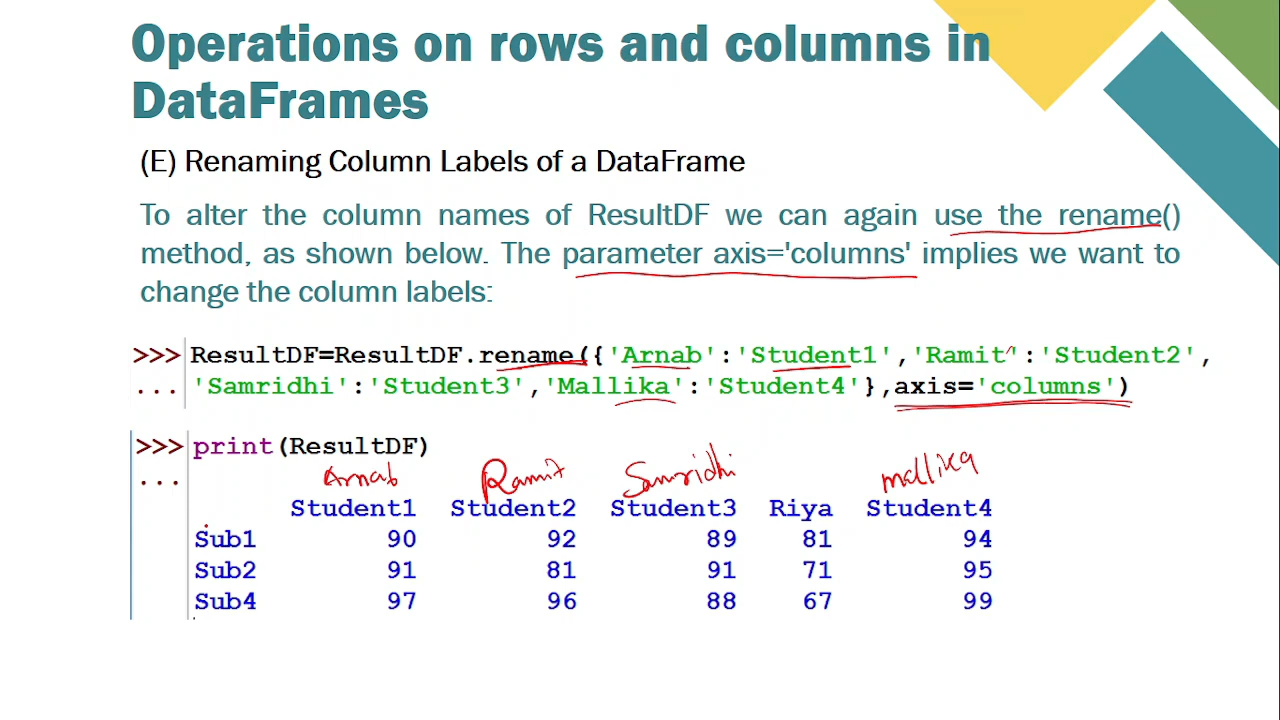 Operations on rows and columns in
DataFrames
(E) Renaming Column Labels of a DataFrame
To alter the column names of ResultDF we can again use the rename()
method, as shown below. The parameter axis='columns' implies we want to
change the column labels:
>>> ResultDF=ResultDF.rename({'Arnab':'Student1','Ramit':'Student2',
... 'Samridhi':'Student3','Mallika':'Student4'},axis='columns')
>>> print(ResultDF)
...
Arnab Ramit Samridhi mallika
Student1 Student2 Student3 Riya Student4
Sub1 90 92 89 81 94
Sub2 91 81 91 71 95
Sub4 97 96 88 67 99